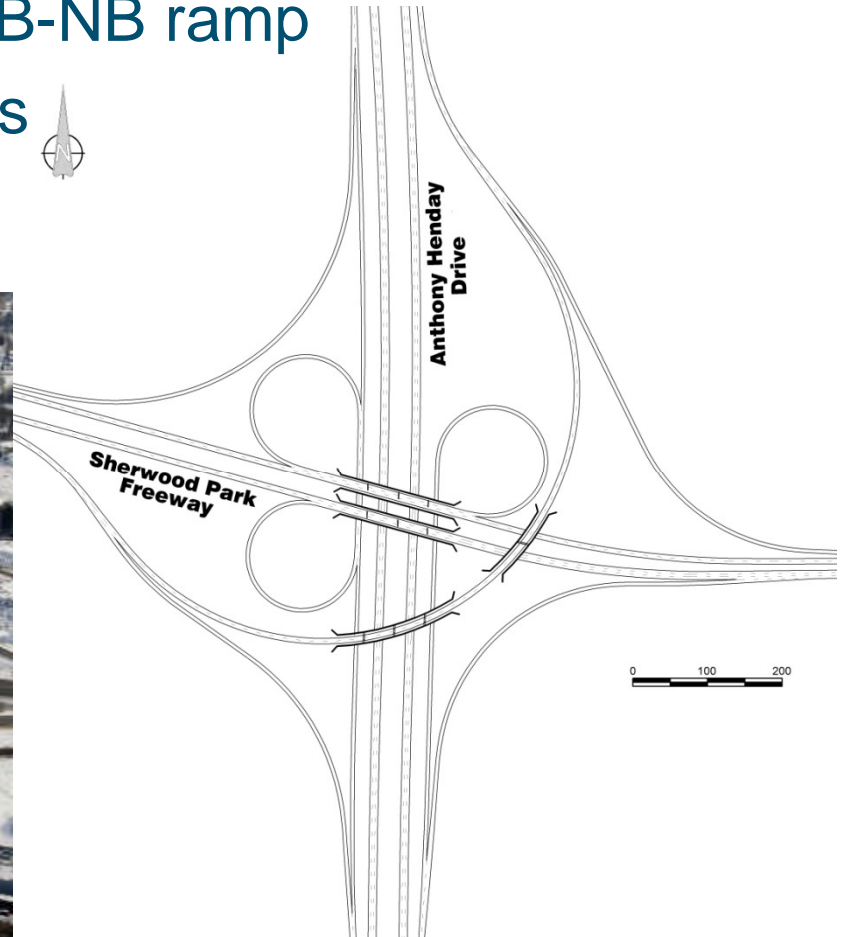 B-NB ramp
s
N
Anthony Henday
Drive
Sherwood Park
Freeway
0 100 200